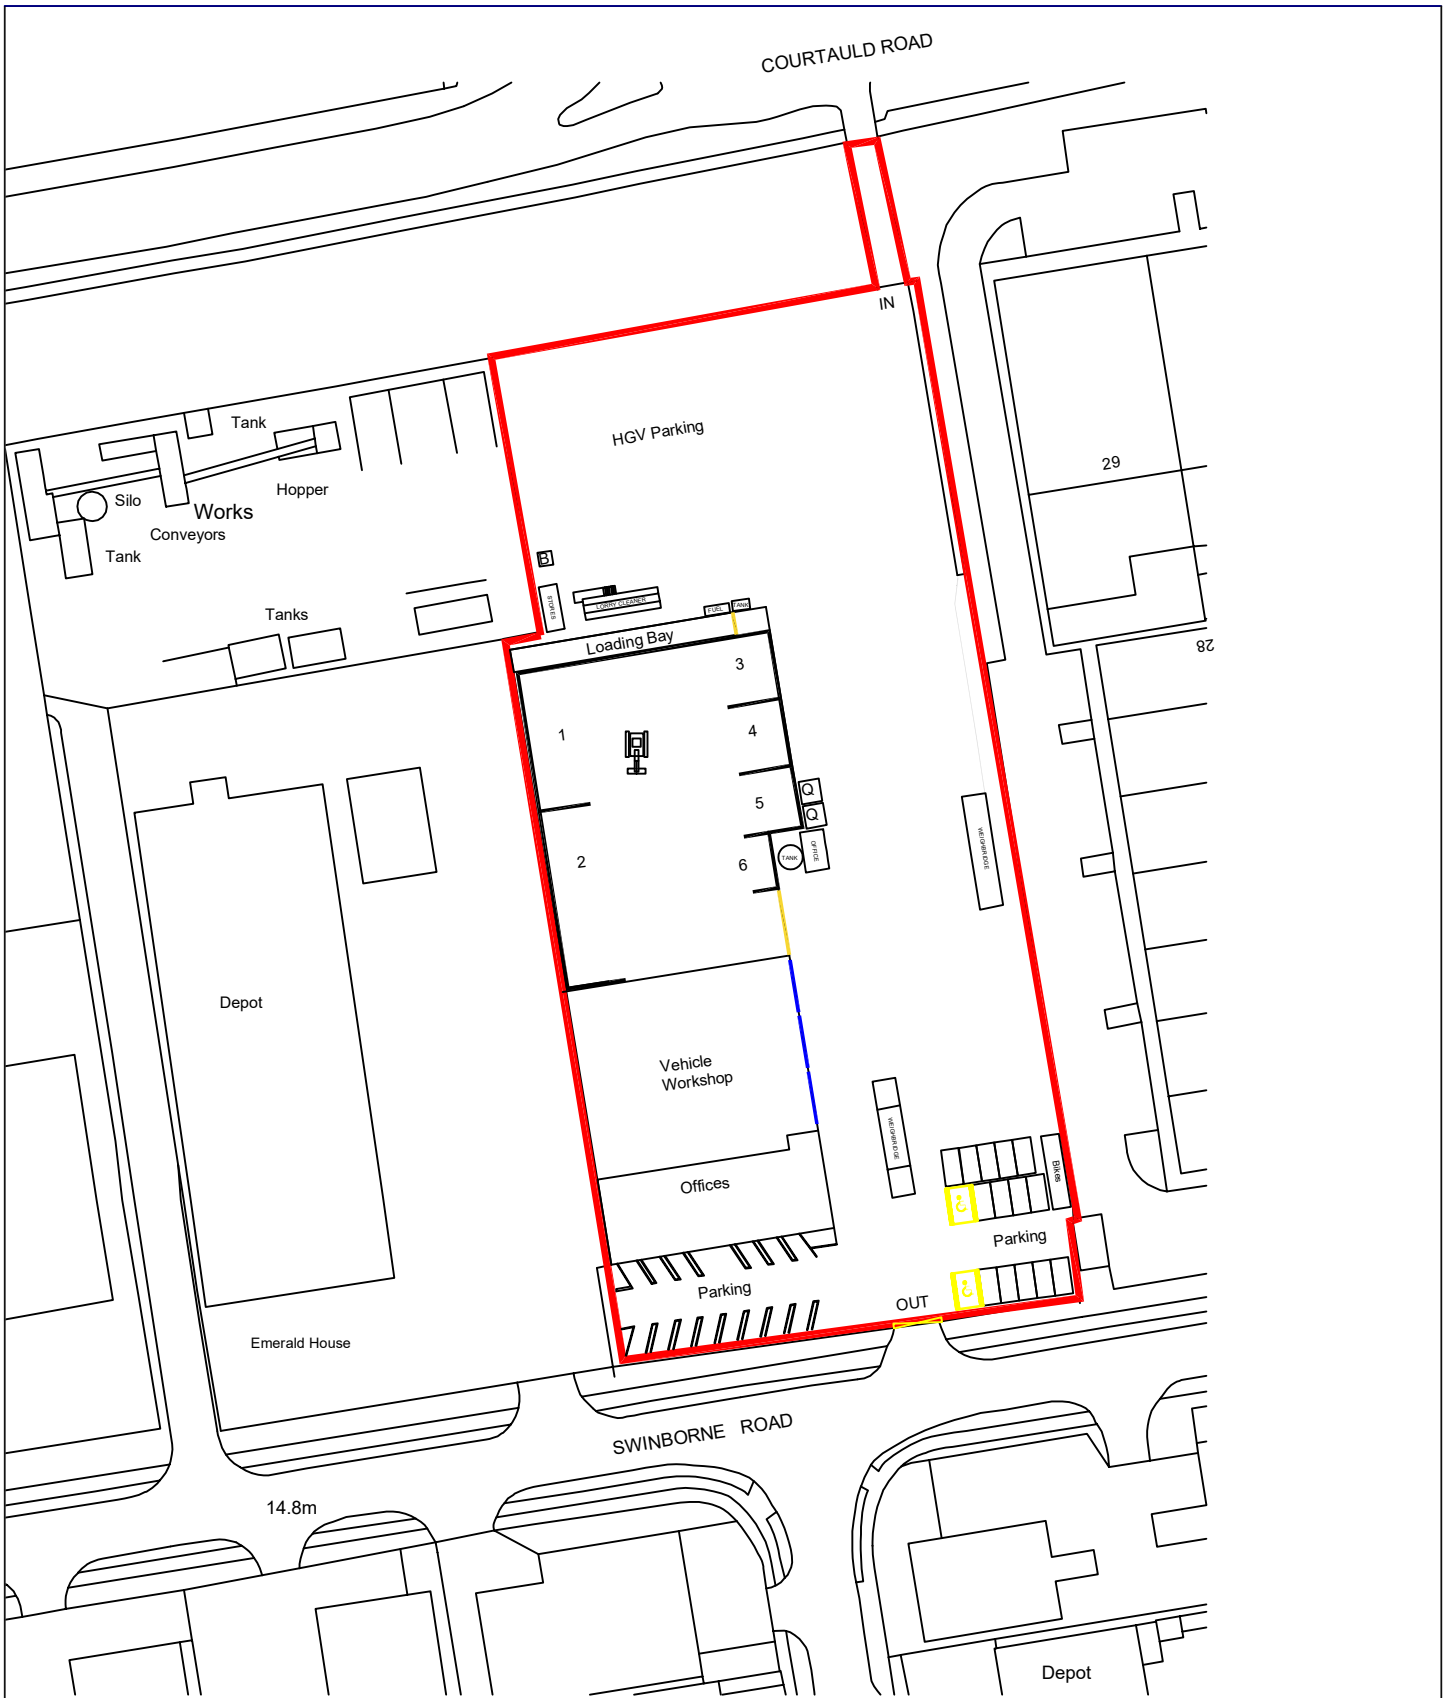 COURTAULD ROAD
IN
HGV Parking
29
Tank
Hopper
Silo
Works
Conveyors
Tank
B
STORES
LORRY CLEANER
FUEL
TANK
Tanks
Loading Bay
28
3
1
4
Q
5
Q
2
6
TANK
OFFICE
WEIGHBRIDGE
Depot
Vehicle
Workshop
WEIGHBRIDGE
Bikes
Offices
Parking
Parking
OUT
Emerald House
SWINBORNE ROAD
14.8m
Depot